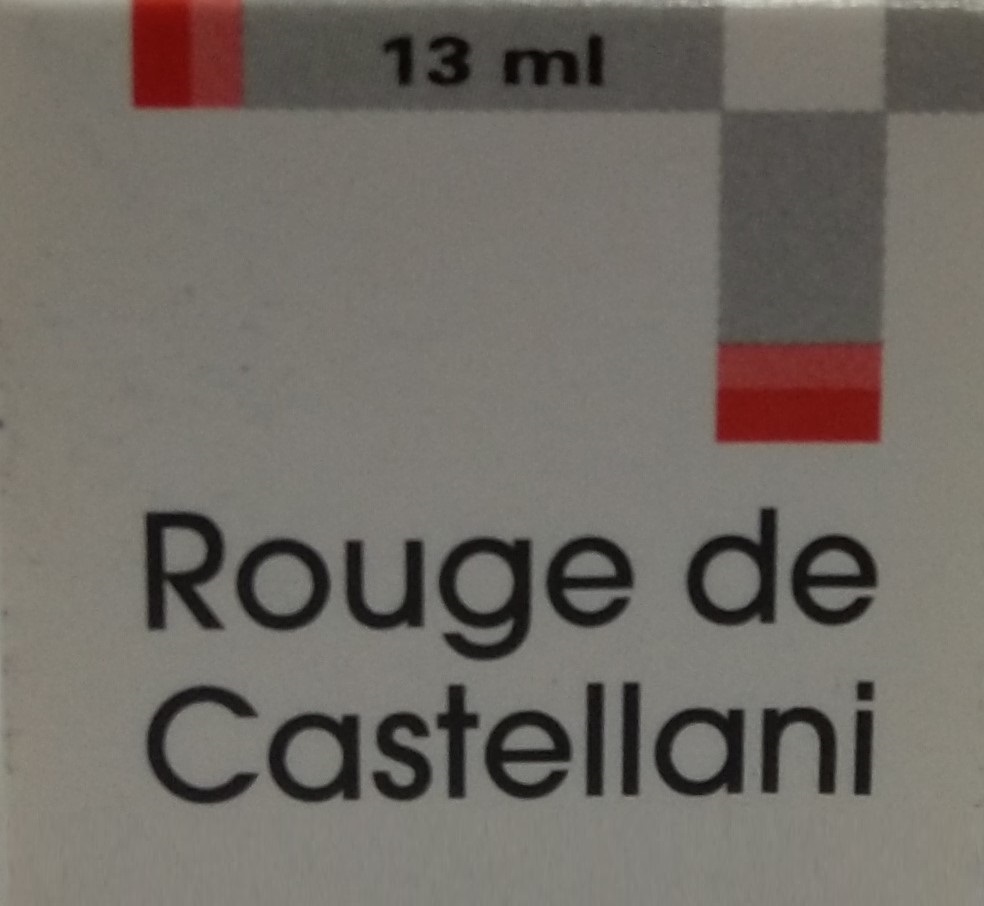 13 ml
Rouge de
Castellani